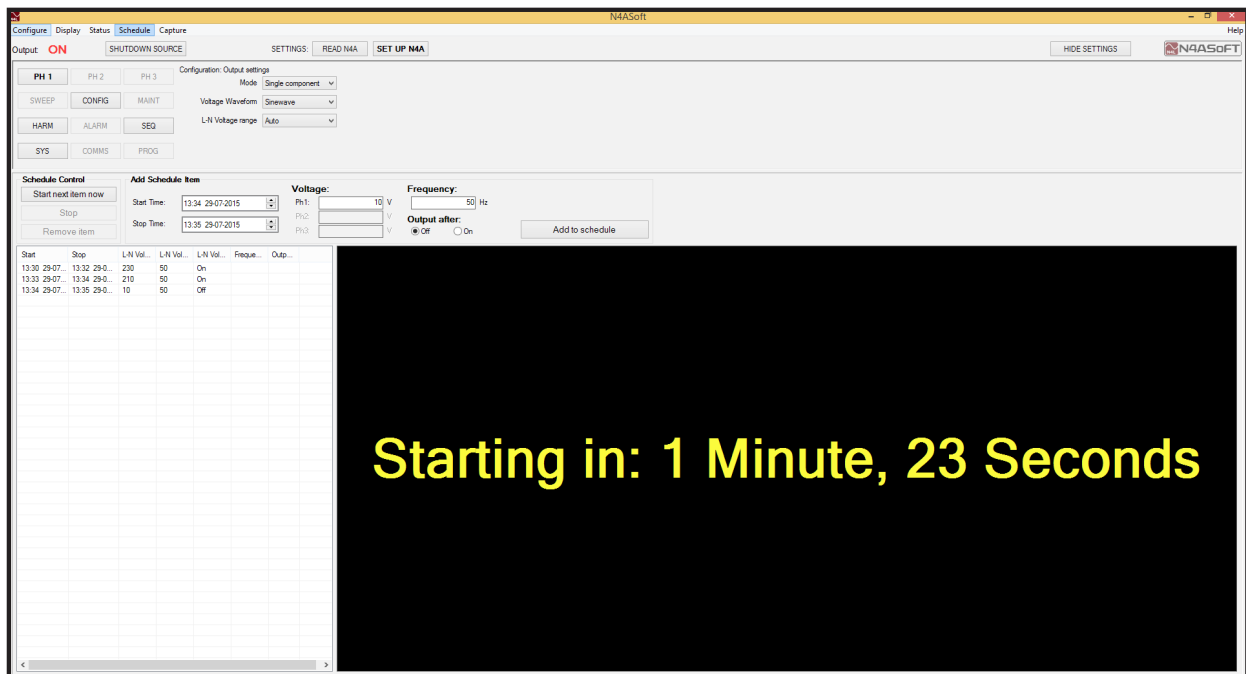 N4ASoft
Configure Display Status Schedule Capture Help
Output: ON SHUTDOWN SOURCE SETTINGS: READ N4A SET UP N4A HIDE SETTINGS N4ASOFT
PH 1 PH 2 PH 3 Configuration: Output settings
Mode Single component
SWEEP CONFIG MAINT Voltage Waveform Sinewave
HARM ALARM SEQ L-N Voltage range Auto
SYS COMMS PROG
Schedule Control Add Schedule Item
Voltage: Frequency:
Start next item now Start Time: 13:34 29-07-2015 Ph1: 10 V 50 Hz
Stop Ph2: V Output after:
Remove item Stop Time: 13:35 29-07-2015 Ph3: V Off On Add to schedule
Start Stop L-N Vol... L-N Vol... L-N Vol... Freque... Outp...
13:30 29-07... 13:32 29-0... 230 50 On
13:33 29-07... 13:34 29-0... 210 50 On
13:34 29-07... 13:35 29-0... 10 50 Off
Starting in: 1 Minute, 23 Seconds